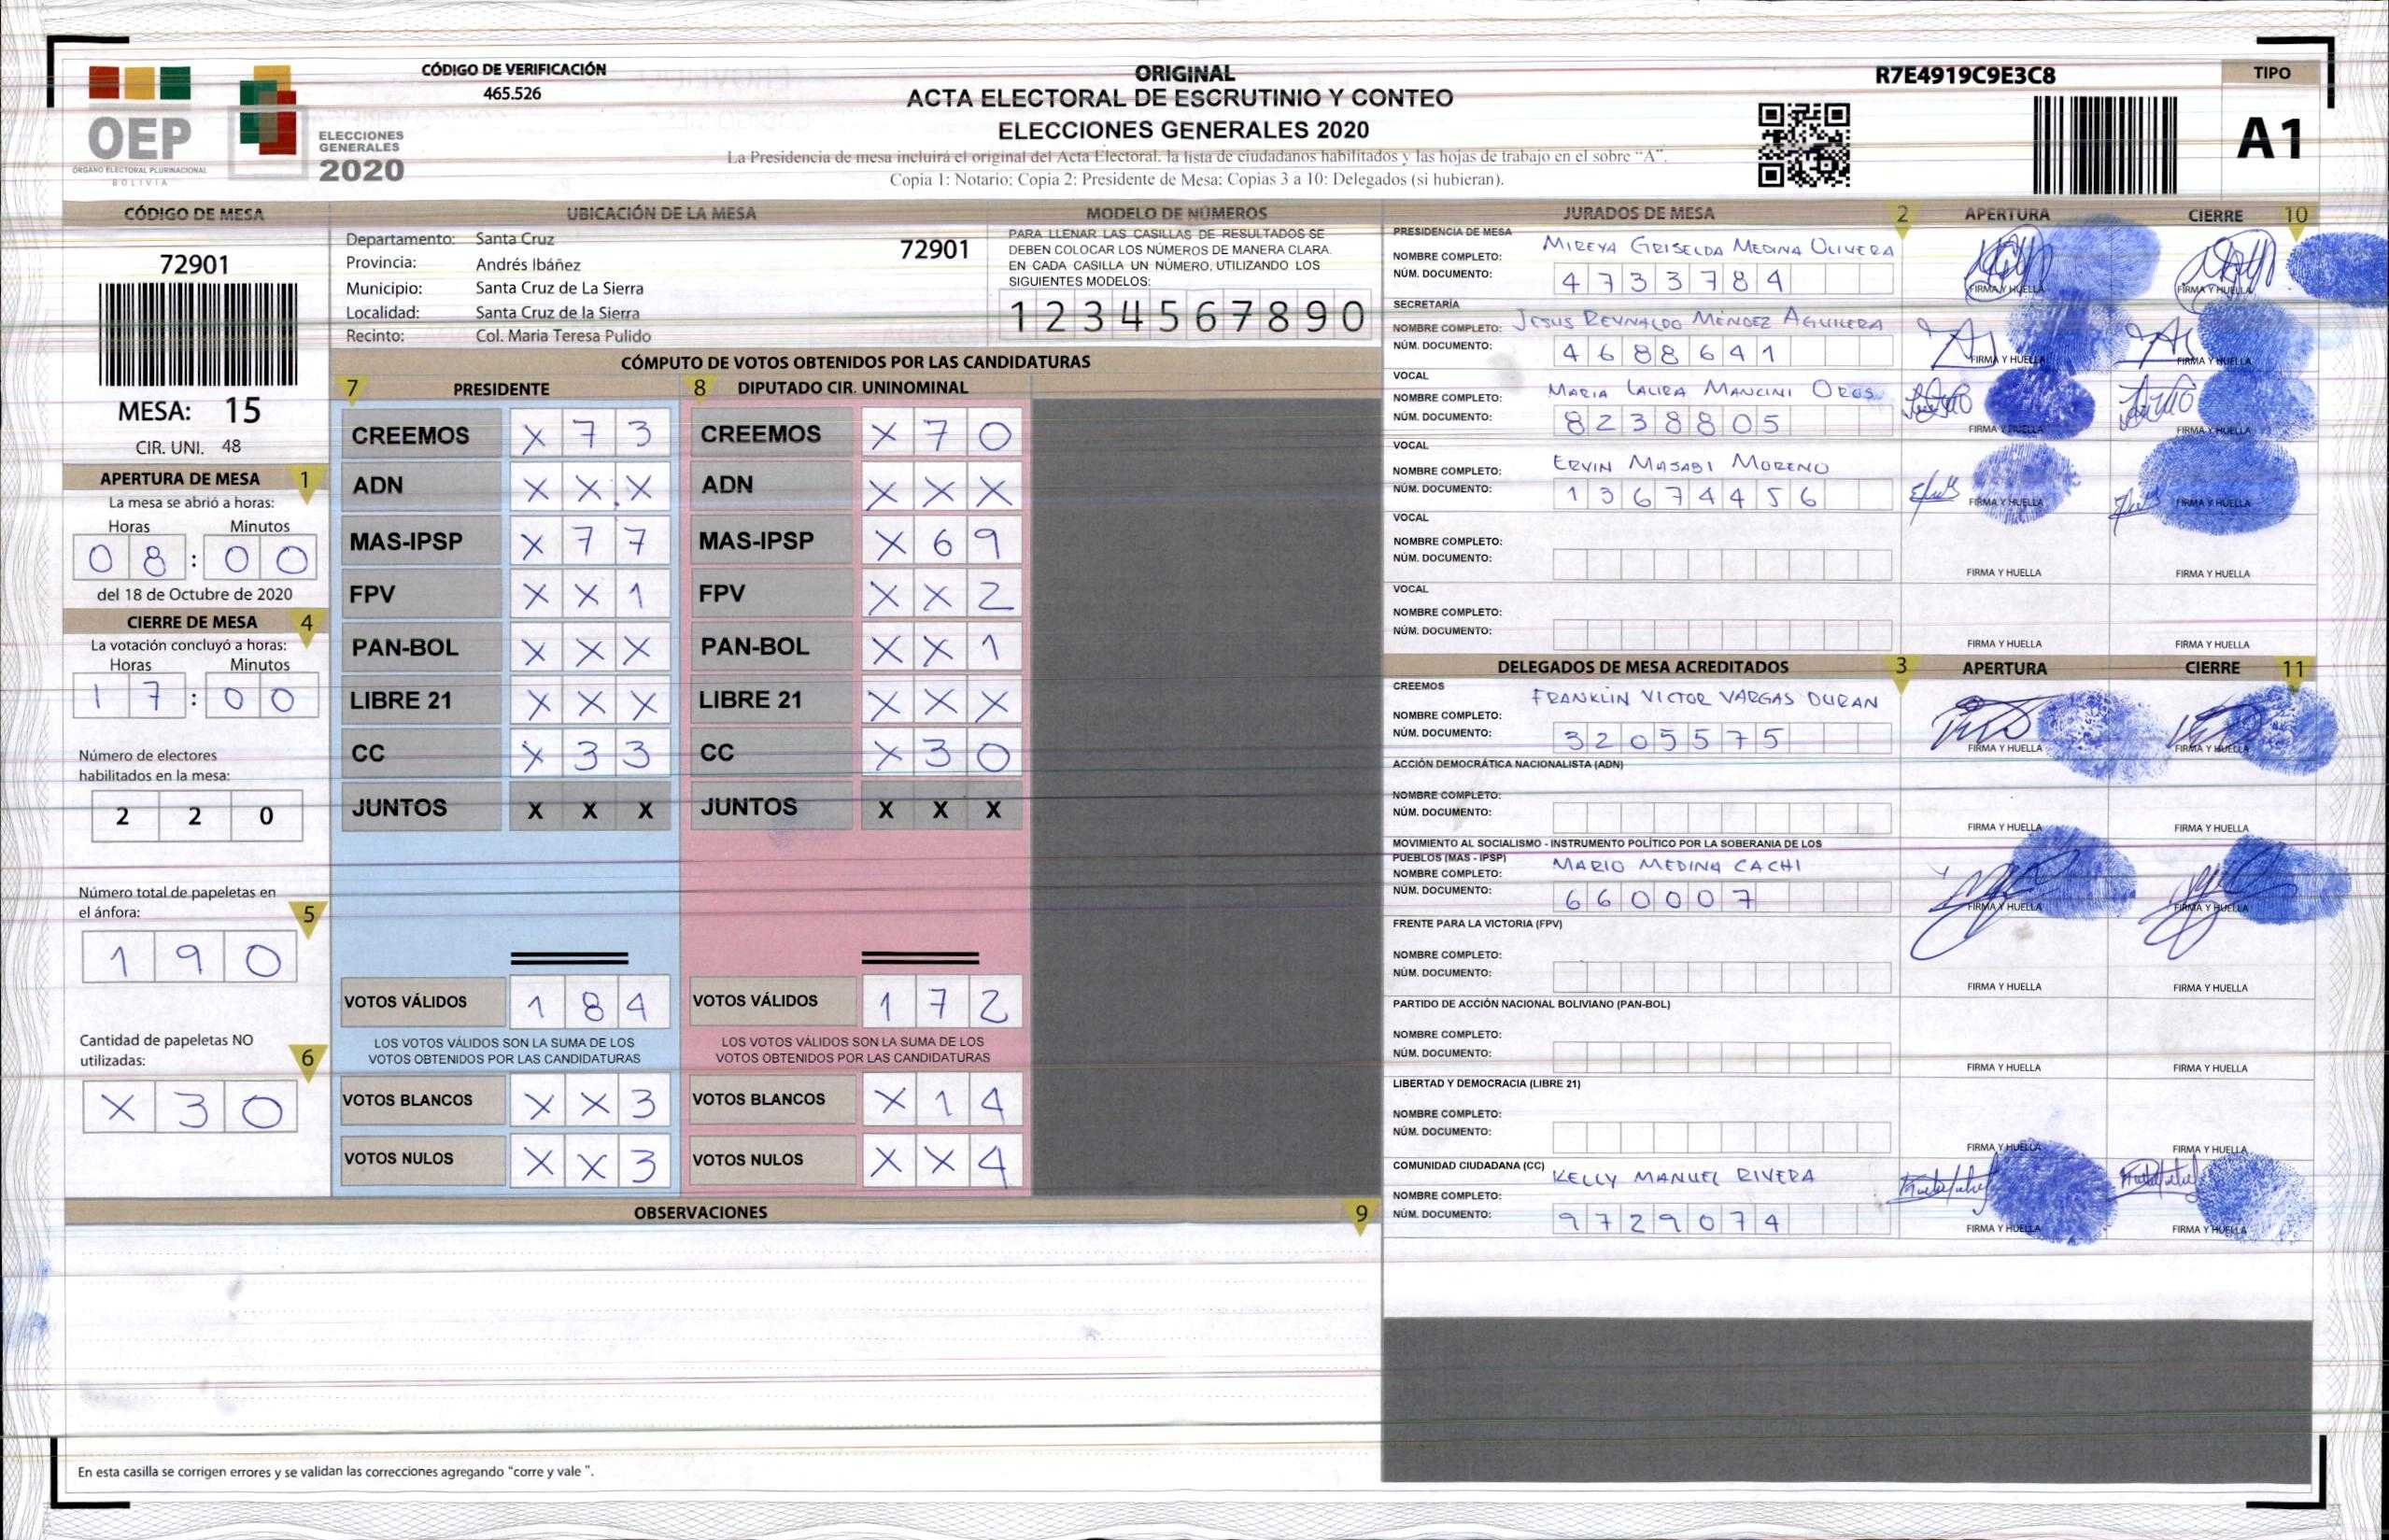 CÓDIGO DE VERIFICACIÓN
465.526
OEP
ÓRGANO ELECTORAL PLURINACIONAL
BOLIVIA
ELECCIONES
GENERALES
2020
ORIGINAL
ACTA ELECTORAL DE ESCRUTINIO Y CONTEO
ELECCIONES GENERALES 2020
La Presidencia de mesa incluirá el original del Acta Electoral, la lista de ciudadanos habilitados y las hojas de trabajo en el sobre "A".
Copia 1: Notario: Copia 2: Presidente de Mesa: Copias 3 a 10: Delegados (si hubieran).
R7E4919C9E3C8
TIPO
A1
CÓDIGO DE MESA
72901
MESA: 15
CIR. UNI. 48
APERTURA DE MESA 1
La mesa se abrió a horas:
Horas Minutos
08:00
del 18 de Octubre de 2020
CIERRE DE MESA 4
La votación concluyó a horas:
Horas Minutos
17:00
Número de electores
habilitados en la mesa:
2 2 0
Número total de papeletas en
el ánfora:
5
1 9 0
Cantidad de papeletas NO
utilizadas:
6
X 3 0
UBICACIÓN DE LA MESA
Departamento: Santa Cruz
72901
Provincia: Andrés Ibáñez
Municipio: Santa Cruz de La Sierra
Localidad: Santa Cruz de la Sierra
Recinto: Col. Maria Teresa Pulido
MODELO DE NÚMEROS
PARA LLENAR LAS CASILLAS DE RESULTADOS SE
DEBEN COLOCAR LOS NÚMEROS DE MANERA CLARA.
EN CADA CASILLA UN NÚMERO, UTILIZANDO LOS
SIGUIENTES MODELOS:
1 2 3 4 5 6 7 8 9 0
CÓMPUTO DE VOTOS OBTENIDOS POR LAS CANDIDATURAS
7 PRESIDENTE
CREEMOS X 7 3
ADN X X X
MAS-IPSP X 7 7
FPV X X 1
PAN-BOL X X X
LIBRE 21 X X X
CC X 3 3
JUNTOS X X X
VOTOS VÁLIDOS 1 8 4
LOS VOTOS VÁLIDOS SON LA SUMA DE LOS
VOTOS OBTENIDOS POR LAS CANDIDATURAS
VOTOS BLANCOS X X 3
VOTOS NULOS X X 3
8 DIPUTADO CIR. UNINOMINAL
CREEMOS X 7 0
ADN X X X
MAS-IPSP X 6 9
FPV X X 2
PAN-BOL X X 1
LIBRE 21 X X X
CC X 3 0
JUNTOS X X X
VOTOS VÁLIDOS 1 7 2
LOS VOTOS VÁLIDOS SON LA SUMA DE LOS
VOTOS OBTENIDOS POR LAS CANDIDATURAS
VOTOS BLANCOS X 1 4
VOTOS NULOS X X 4
OBSERVACIONES 9
En esta casilla se corrigen errores y se validan las correcciones agregando "corre y vale ".
JURADOS DE MESA 2 APERTURA CIERRE 10
PRESIDENCIA DE MESA
NOMBRE COMPLETO: MIREYA GRISELDA MEDINA OLIVERA
NÚM. DOCUMENTO: 4733784
FIRMA Y HUELLA FIRMA Y HUELLA
SECRETARÍA
NOMBRE COMPLETO: JESUS REYNALDO MÉNDEZ AGUILERA
NÚM. DOCUMENTO: 4688641
FIRMA Y HUELLA FIRMA Y HUELLA
VOCAL
NOMBRE COMPLETO: MARIA LAURA MANCINI
NÚM. DOCUMENTO: 8238805
FIRMA Y HUELLA FIRMA Y HUELLA
VOCAL
NOMBRE COMPLETO: ERVIN MASABI MORENO
NÚM. DOCUMENTO: 13674456
FIRMA Y HUELLA FIRMA Y HUELLA
VOCAL
NOMBRE COMPLETO:
NÚM. DOCUMENTO:
FIRMA Y HUELLA FIRMA Y HUELLA
VOCAL
NOMBRE COMPLETO:
NÚM. DOCUMENTO:
FIRMA Y HUELLA FIRMA Y HUELLA
DELEGADOS DE MESA ACREDITADOS 3 APERTURA CIERRE 11
CREEMOS
NOMBRE COMPLETO: FRANKLIN VICTOR VARGAS DURAN
NÚM. DOCUMENTO: 3205575
FIRMA Y HUELLA FIRMA Y HUELLA
ACCIÓN DEMOCRÁTICA NACIONALISTA (ADN)
NOMBRE COMPLETO:
NÚM. DOCUMENTO:
FIRMA Y HUELLA FIRMA Y HUELLA
MOVIMIENTO AL SOCIALISMO - INSTRUMENTO POLÍTICO POR LA SOBERANIA DE LOS
PUEBLOS (MAS - IPSP)
NOMBRE COMPLETO: MARIO MEDINA CACHI
NÚM. DOCUMENTO: 660007
FIRMA Y HUELLA FIRMA Y HUELLA
FRENTE PARA LA VICTORIA (FPV)
NOMBRE COMPLETO:
NÚM. DOCUMENTO:
FIRMA Y HUELLA FIRMA Y HUELLA
PARTIDO DE ACCIÓN NACIONAL BOLIVIANO (PAN-BOL)
NOMBRE COMPLETO:
NÚM. DOCUMENTO:
FIRMA Y HUELLA FIRMA Y HUELLA
LIBERTAD Y DEMOCRACIA (LIBRE 21)
NOMBRE COMPLETO:
NÚM. DOCUMENTO:
FIRMA Y HUELLA FIRMA Y HUELLA
COMUNIDAD CIUDADANA (CC)
NOMBRE COMPLETO: KELLY MANUEL RIVERA
NÚM. DOCUMENTO: 9729074
FIRMA Y HUELLA FIRMA Y HUELLA